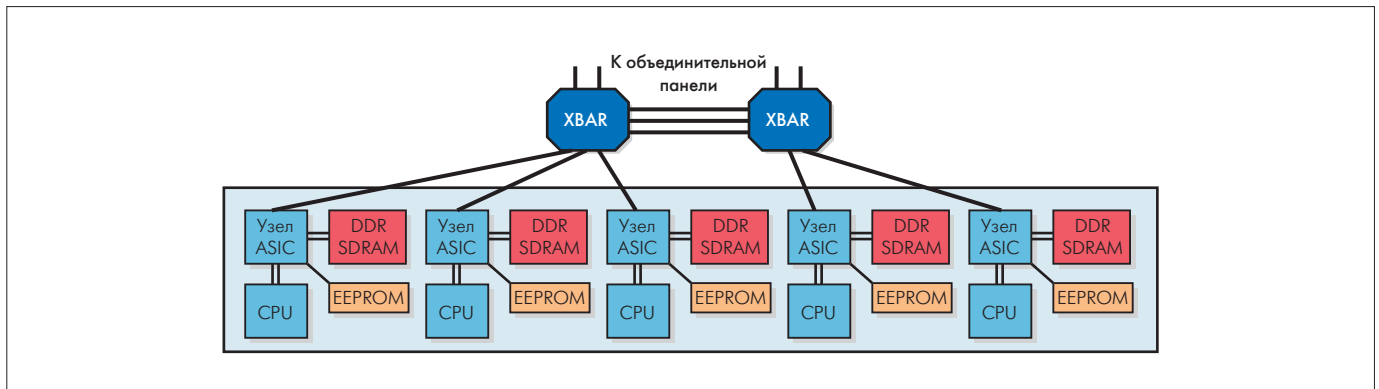 К объединительной
панели
XBAR
XBAR
Узел
ASIC
DDR
SDRAM
Узел
ASIC
DDR
SDRAM
Узел
ASIC
DDR
SDRAM
Узел
ASIC
DDR
SDRAM
Узел
ASIC
DDR
SDRAM
CPU
EEPROM
CPU
EEPROM
CPU
EEPROM
CPU
EEPROM
CPU
EEPROM